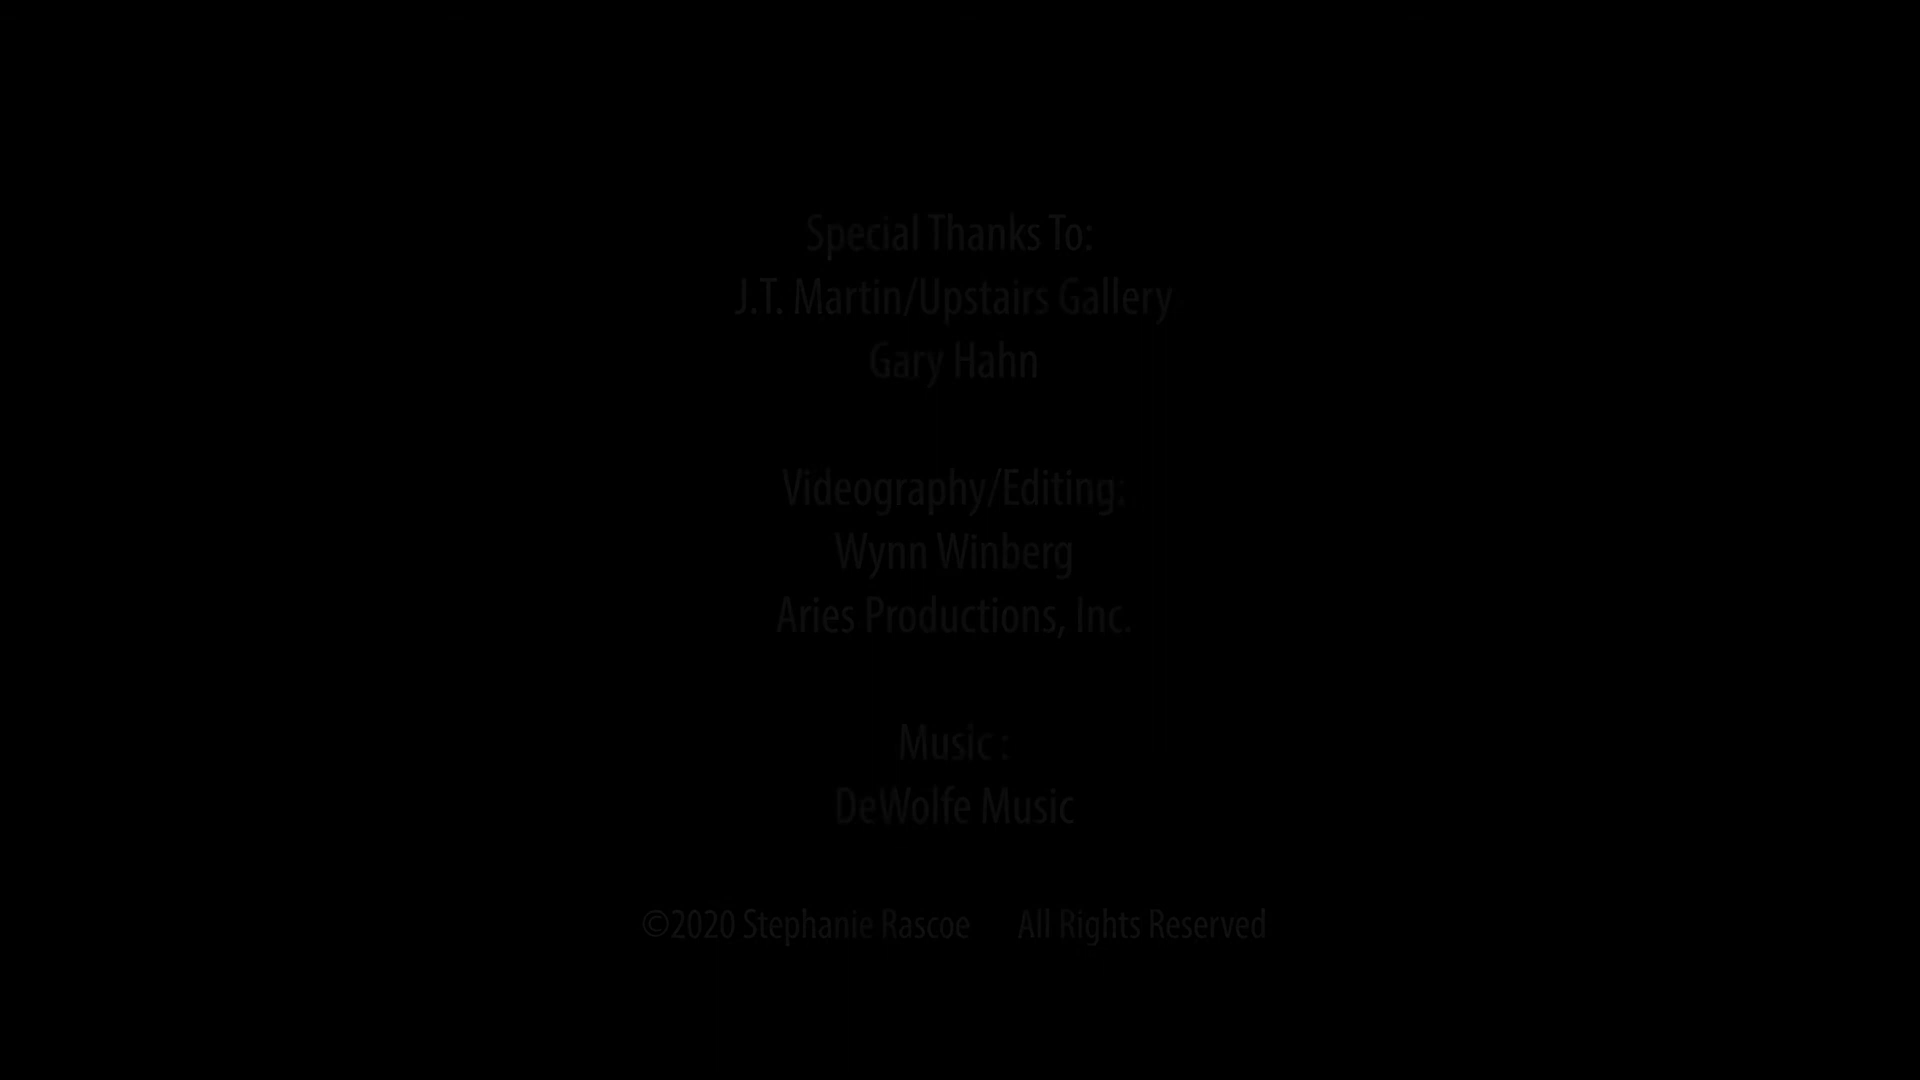 Special Thanks To:
J.T. Martin/Upstairs Gallery
Gary Hahn
Videography/Editing:
Wynn Winberg
Aries Productions, Inc.
Music :
DeWolfe Music
©2020 Stephanie Rascoe All Rights Reserved